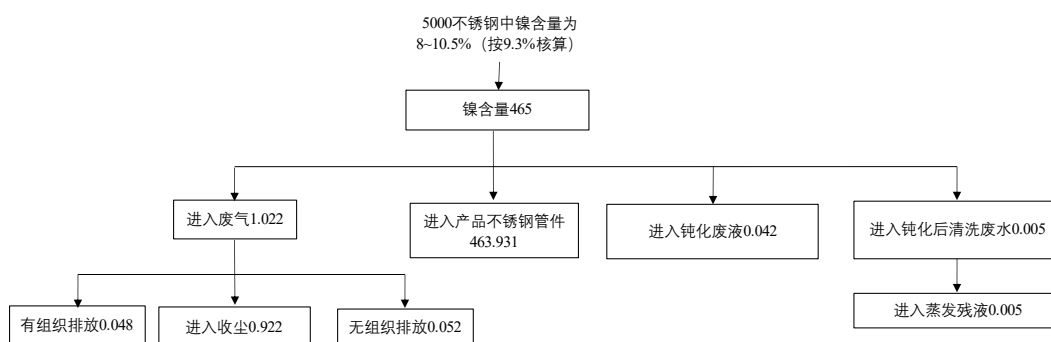 5000不锈钢中镍含量为
8~10.5%（按9.3%核算）
镍含量465
进入废气1.022
进入产品不锈钢管件
463.931
进入钝化废液0.042
进入钝化后清洗废水0.005
有组织排放0.048
进入收尘0.922
无组织排放0.052
进入蒸发残液0.005